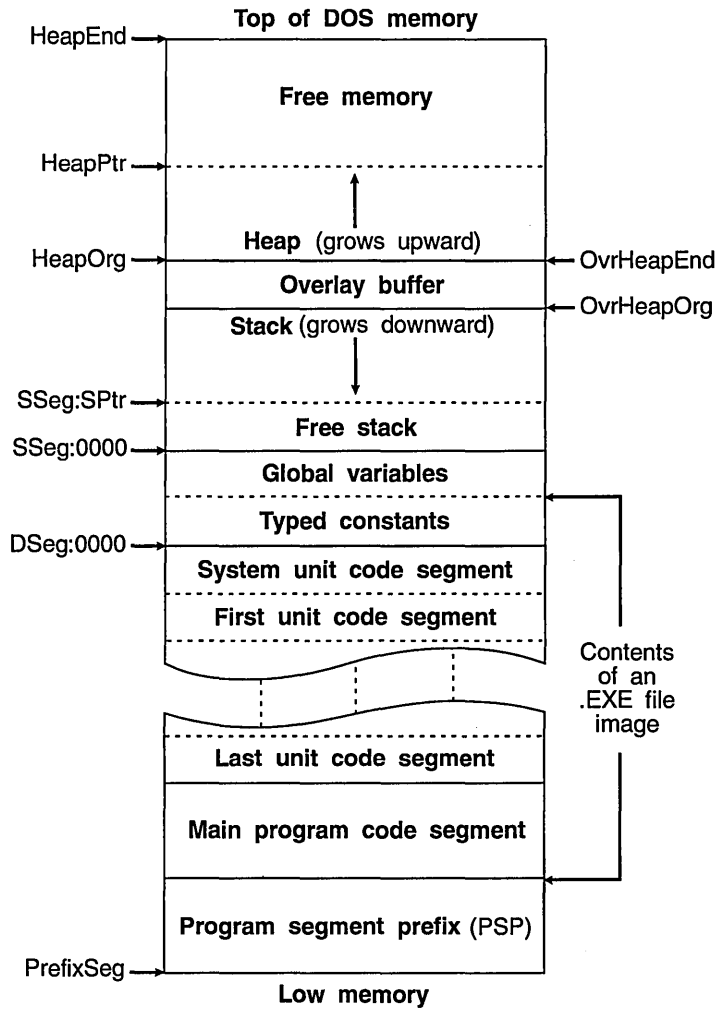 Top of DOS memory
HeapEnd
Free memory
HeapPtr
Heap (grows upward)
HeapOrg
OvrHeapEnd
Overlay buffer
OvrHeapOrg
Stack (grows downward)
SSeg:SPtr
Free stack
SSeg:0000
Global variables
Typed constants
DSeg:0000
System unit code segment
First unit code segment
Contents
of an
.EXE file
image
Last unit code segment
Main program code segment
Program segment prefix (PSP)
PrefixSeg
Low memory